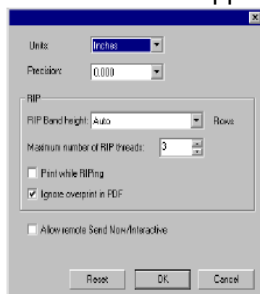 Units: Inches
Precision: 0.000
RIP
RIP Band height: Auto Rows
Maximum number of RIP threads: 3
Print while RIPing
Ignore overprint in PDF
Allow remote Send Now/Interactive
Reset OK Cancel